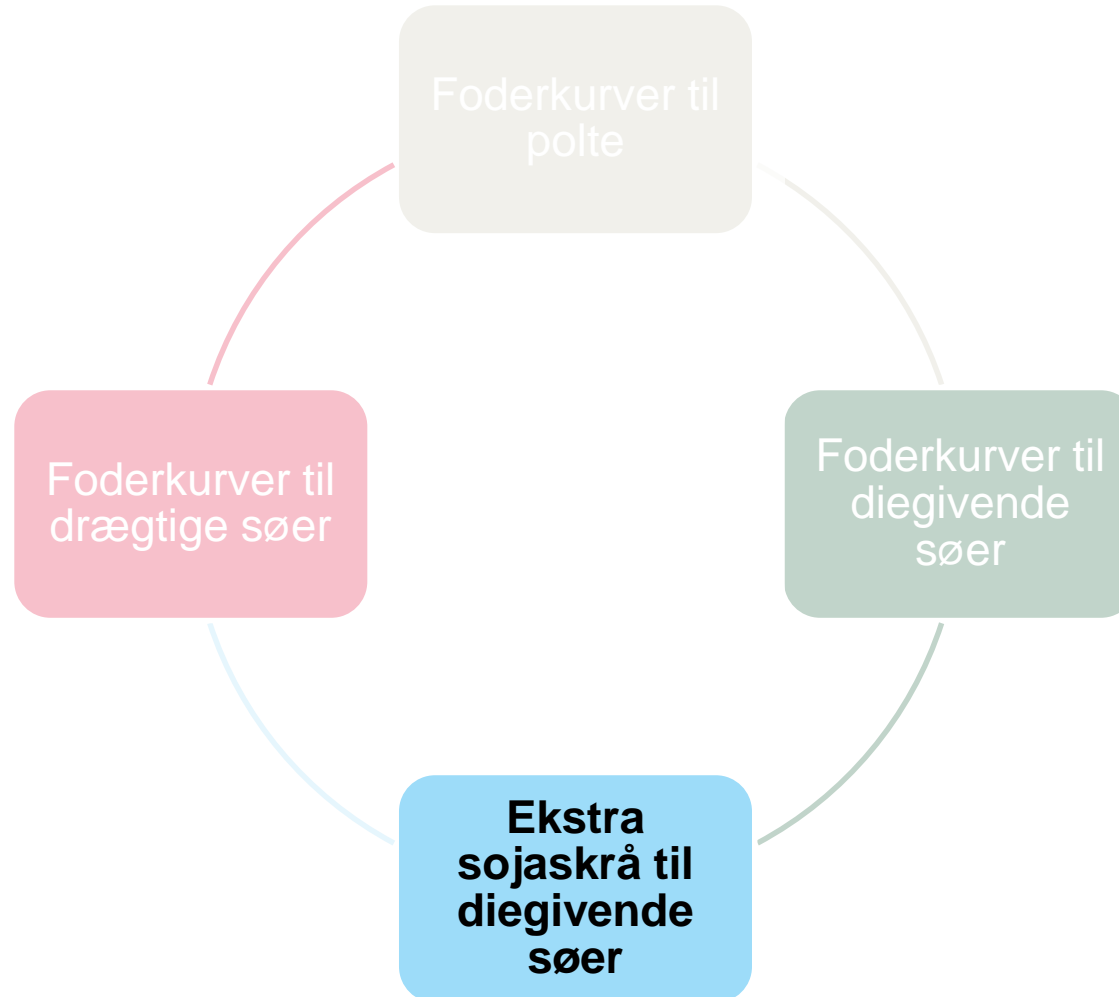 Foderkurver til
polte
Foderkurver til
drægtige søer
Foderkurver til
diegivende
søer
Ekstra
sojaskrå til
diegivende
søer